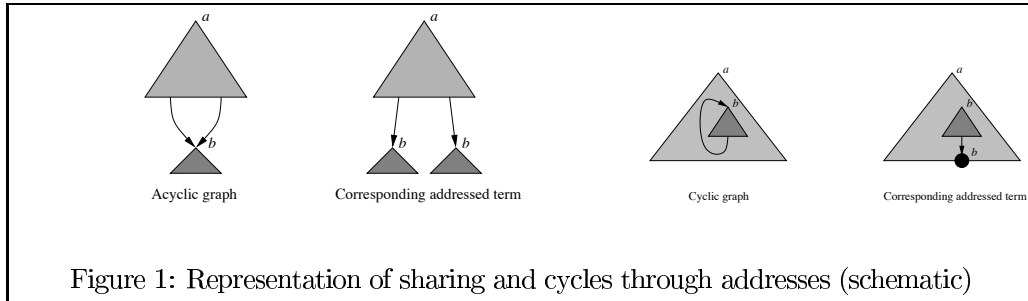 a
a
b
b
b
Acyclic graph
Corresponding addressed term
a
b
a
b
b
Cyclic graph
Corresponding addressed term
Figure 1: Representation of sharing and cycles through addresses (schematic)